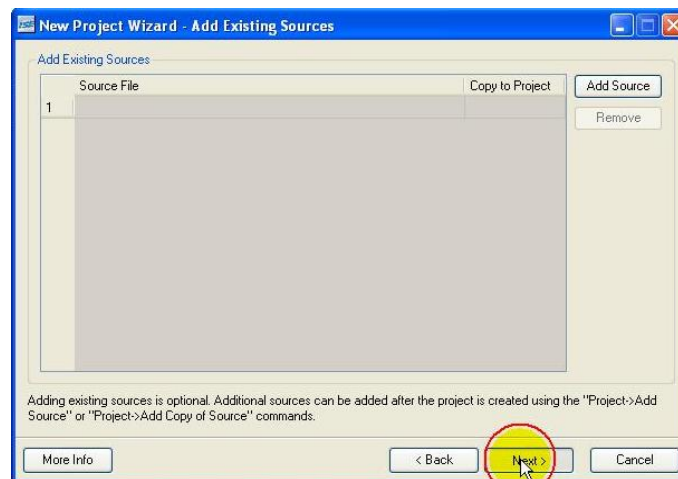 New Project Wizard - Add Existing Sources
Add Existing Sources
Source File Copy to Project
Add Source
1
Remove
Adding existing sources is optional. Additional sources can be added after the project is created using the "Project->Add
Source" or "Project->Add Copy of Source" commands.
More Info < Back Next > Cancel